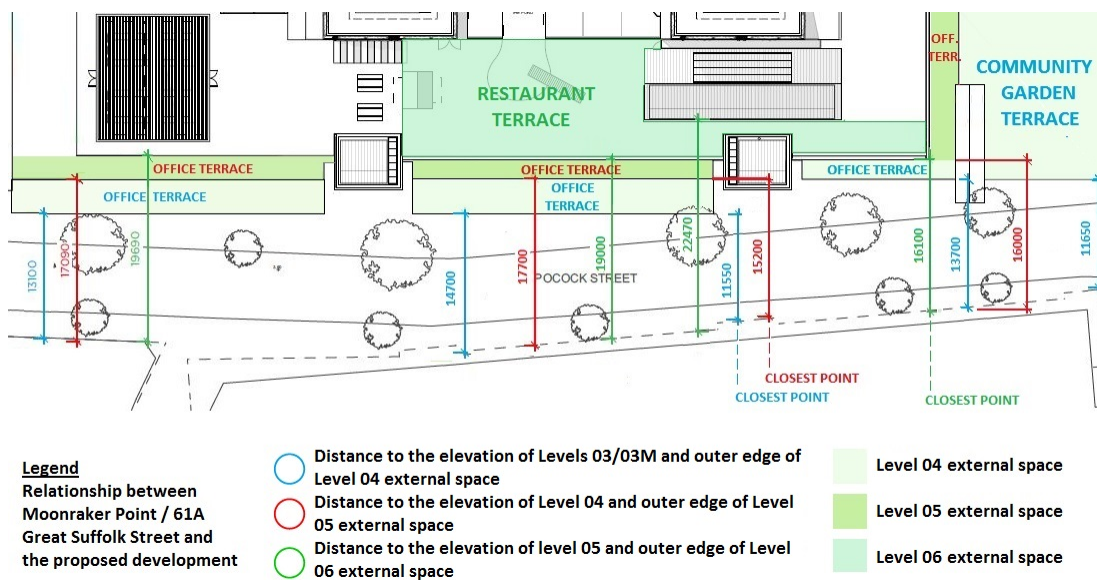 OFF.
TERR.
COMMUNITY
GARDEN
TERRACE
RESTAURANT
TERRACE
OFFICE TERRACE
OFFICE TERRACE
OFFICE TERRACE
OFFICE TERRACE
OFFICE
TERRACE
13100
17090
19690
14700
17700
19000
22470
11550
15200
16100
13700
16000
11650
POCOCK STREET
CLOSEST POINT
CLOSEST POINT
CLOSEST POINT
Legend
Relationship between
Moonraker Point / 61A
Great Suffolk Street and
the proposed development
Distance to the elevation of Levels 03/03M and outer edge of
Level 04 external space
Distance to the elevation of Level 04 and outer edge of Level
05 external space
Distance to the elevation of level 05 and outer edge of Level
06 external space
Level 04 external space
Level 05 external space
Level 06 external space